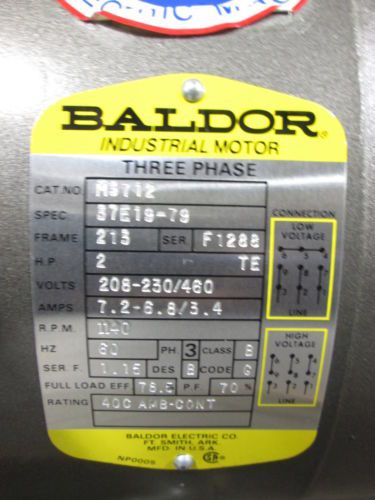 BALDOR®
INDUSTRIAL MOTOR
THREE PHASE
CAT.NO. M3712
SPEC 37E19-79
FRAME 213 SER. F1288
H.P. 2 TE
VOLTS 208-230/460
AMPS 7.2-6.8/3.4
R.P.M. 1140
HZ 60 PH 3 CLASS B
SER. F. 1.15 DES B CODE G
FULL LOAD EFF 78.5 P.F. 70 %
RATING 40C AMB-CONT
CONNECTION
LOW
VOLTAGE
LINE
HIGH
VOLTAGE
LINE
BALDOR ELECTRIC CO.
FT. SMITH, ARK.
MFD. IN U.S.A.
NP0005